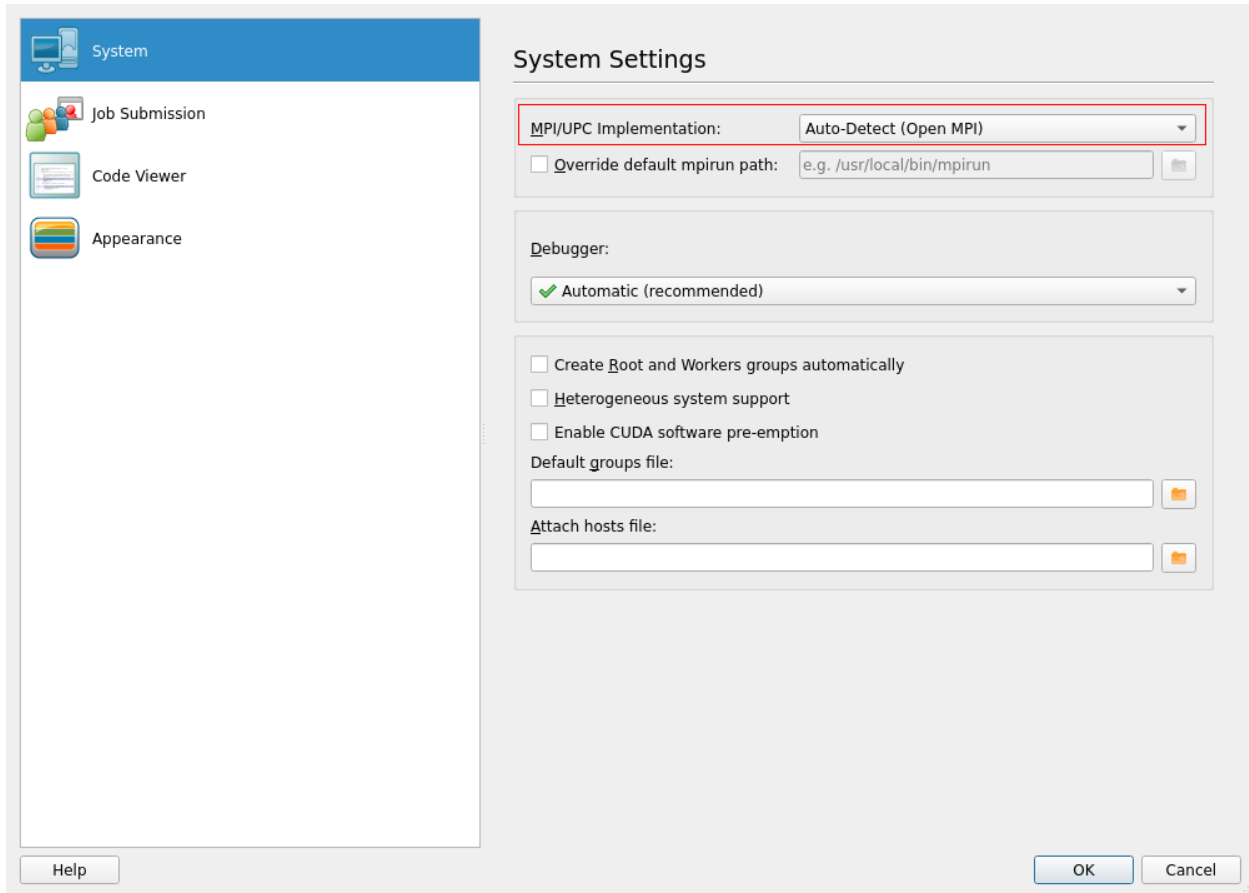 System
Job Submission
Code Viewer
Appearance
System Settings
MPI/UPC Implementation: Auto-Detect (Open MPI)
Override default mpirun path: e.g. /usr/local/bin/mpirun
Debugger:
Automatic (recommended)
Create Root and Workers groups automatically
Heterogeneous system support
Enable CUDA software pre-emption
Default groups file:
Attach hosts file:
Help OK Cancel